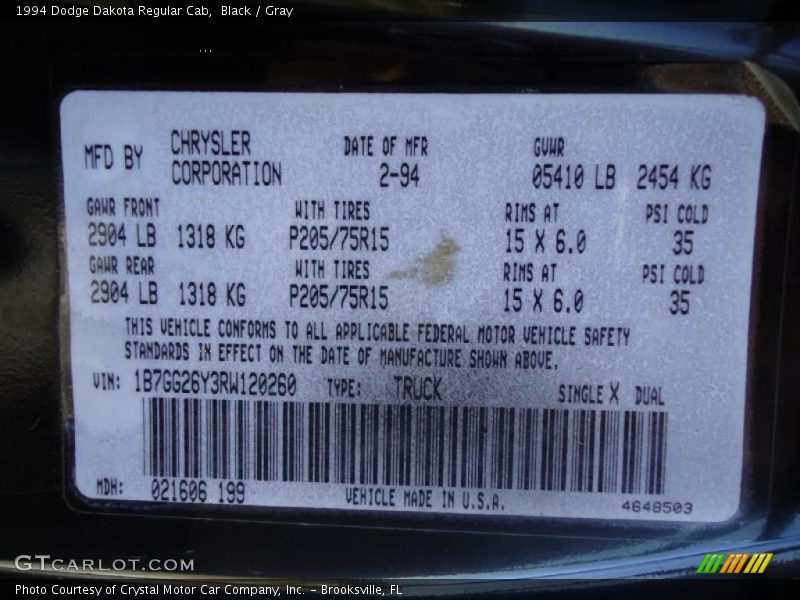 1994 Dodge Dakota Regular Cab,  Black / Gray
MFD BY CHRYSLER CORPORATION DATE OF MFR 2-94 GVWR 05410 LB 2454 KG
GAWR FRONT WITH TIRES RIMS AT PSI COLD
2904 LB 1318 KG P205/75R15 15 X 6.0 35
GAWR REAR WITH TIRES RIMS AT PSI COLD
2904 LB 1318 KG P205/75R15 15 X 6.0 35
THIS VEHICLE CONFORMS TO ALL APPLICABLE FEDERAL MOTOR VEHICLE SAFETY
STANDARDS IN EFFECT ON THE DATE OF MANUFACTURE SHOWN ABOVE.
VIN: 1B7GG26Y3RW120260 TYPE: TRUCK SINGLE X DUAL
MDH: 021606 199 VEHICLE MADE IN U.S.A. 4648503
GTCarLot.com
Photo Courtesy of Crystal Motor Car Company, Inc. – Brooksville, FL